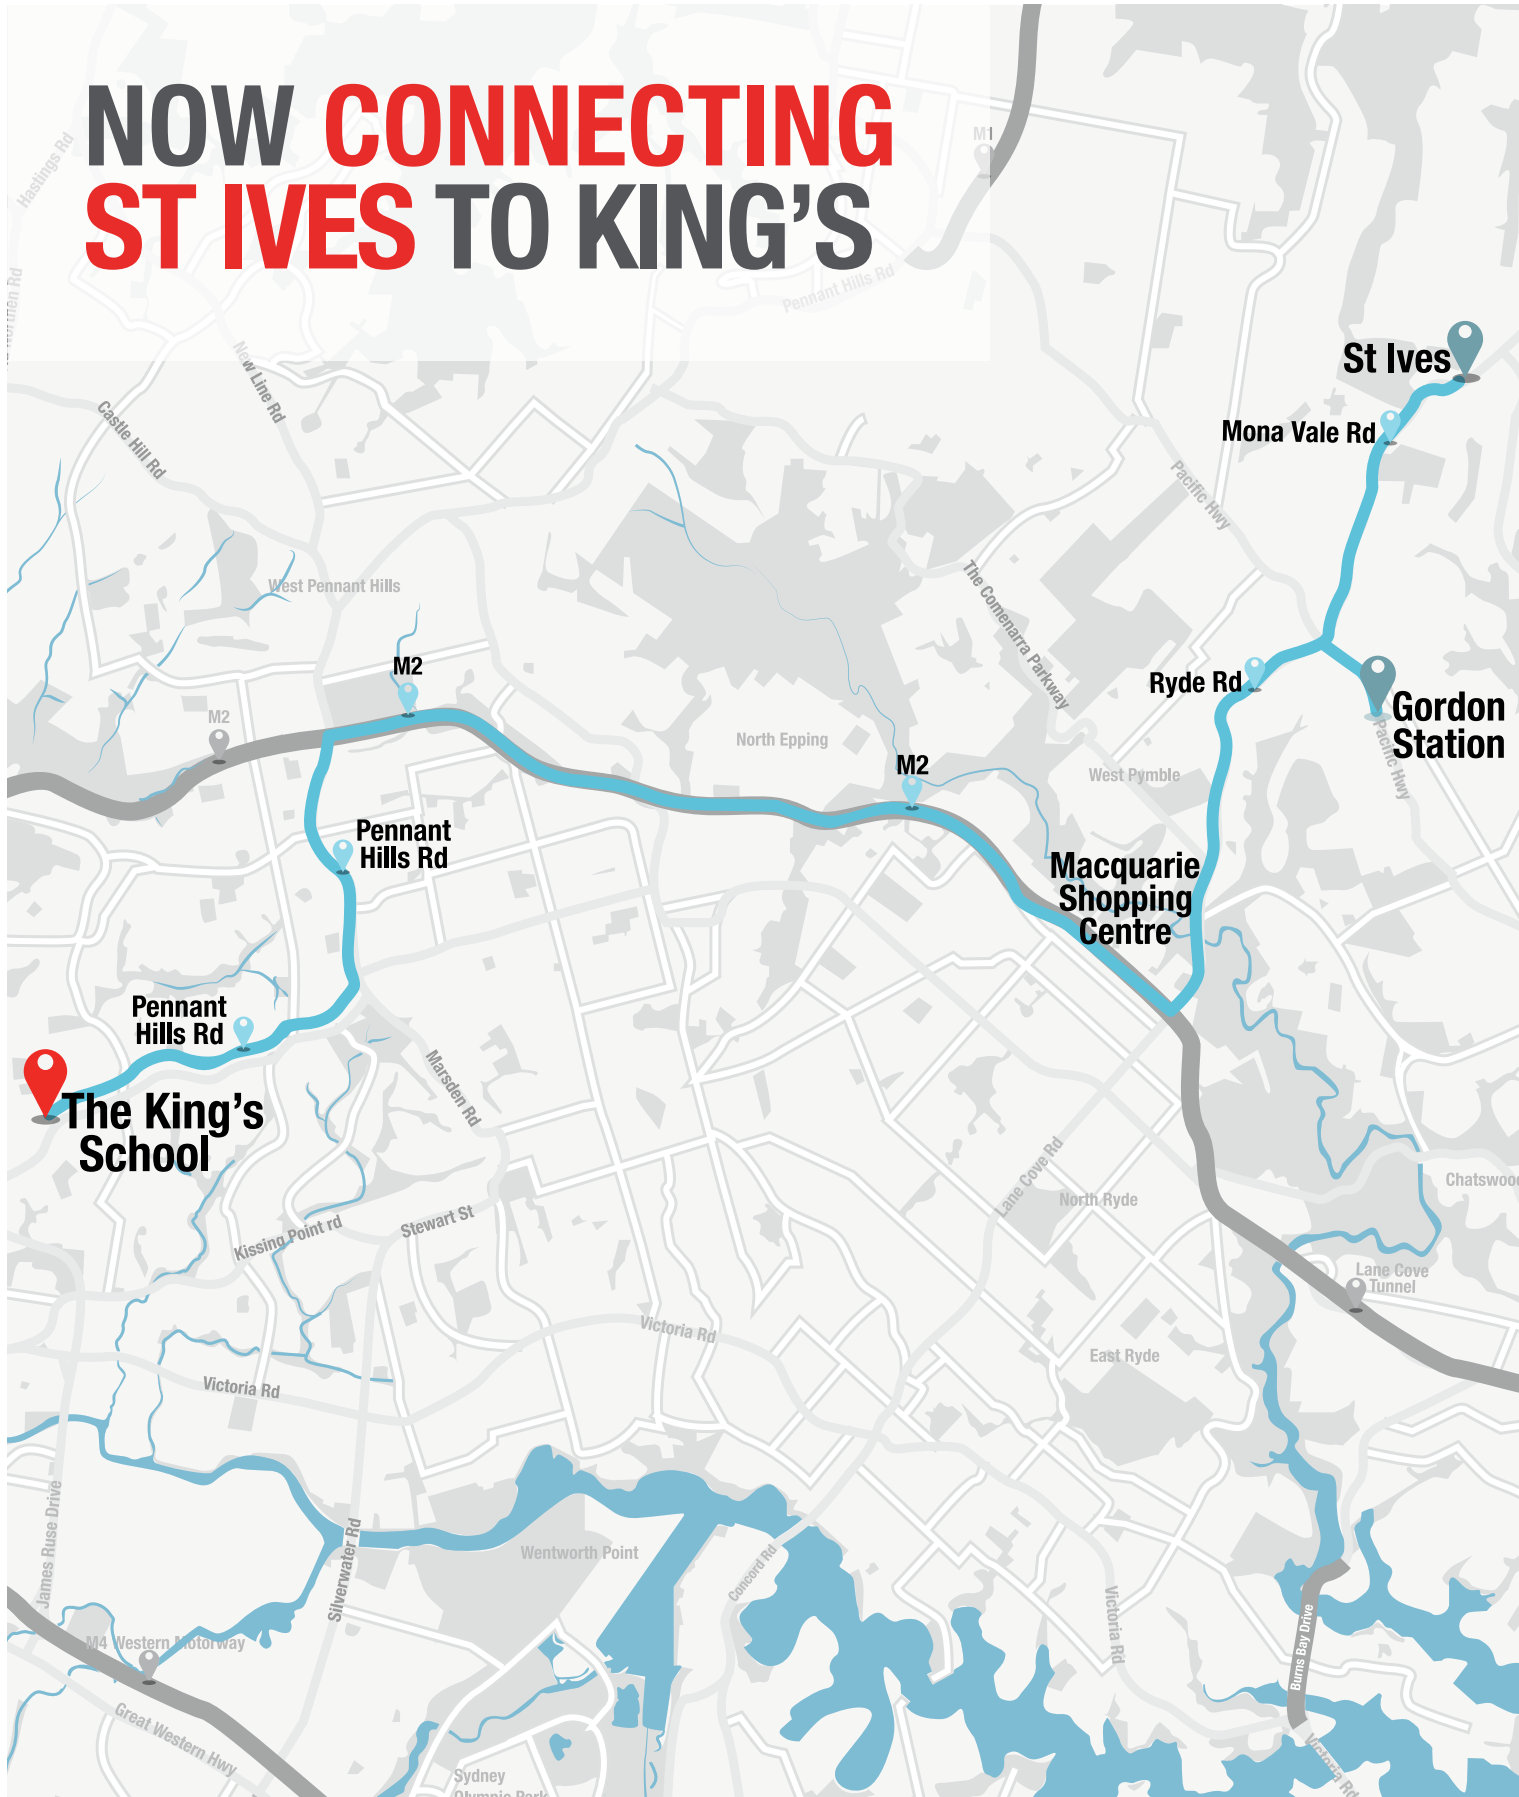 NOW CONNECTING
ST IVES TO KING'S
M1
Hastings Rd
Pennant Hills Rd
New Line Rd
St Ives
Castle Hill Rd
Mona Vale Rd
Pacific Hwy
West Pennant Hills
The Comenarra Parkway
M2
Ryde Rd
M2
Gordon
Station
North Epping
Pacific Hwy
M2
West Pymble
Pennant
Hills Rd
Macquarie
Shopping
Centre
Pennant
Hills Rd
Marsden Rd
The King's
School
Lane Cove Rd
North Ryde
Chatswood
Stewart St
Kissing Point rd
Lane Cove
Tunnel
Victoria Rd
East Ryde
Victoria Rd
James Ruse Drive
Silverwater Rd
Wentworth Point
Concord Rd
Victoria Rd
Burns Bay Drive
M4 Western Motorway
Great Western Hwy
Victoria Rd
Sydney
Olympic Park